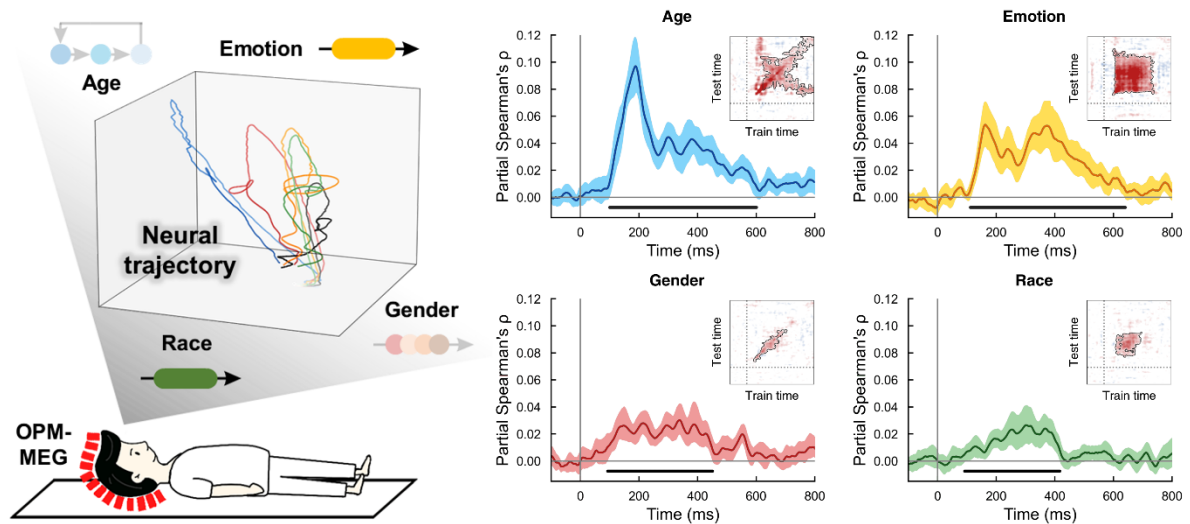 Emotion
Age
Neural
trajectory
Gender
Race
OPM-
MEG
Age
Partial Spearman's ρ
0.12
0.10
0.08
0.06
0.04
0.02
0.00
0 200 400 600 800
Time (ms)
Test time
Train time
Emotion
Partial Spearman's ρ
0.12
0.10
0.08
0.06
0.04
0.02
0.00
0 200 400 600 800
Time (ms)
Test time
Train time
Gender
Partial Spearman's ρ
0.12
0.10
0.08
0.06
0.04
0.02
0.00
0 200 400 600 800
Time (ms)
Test time
Train time
Race
Partial Spearman's ρ
0.12
0.10
0.08
0.06
0.04
0.02
0.00
0 200 400 600 800
Time (ms)
Test time
Train time